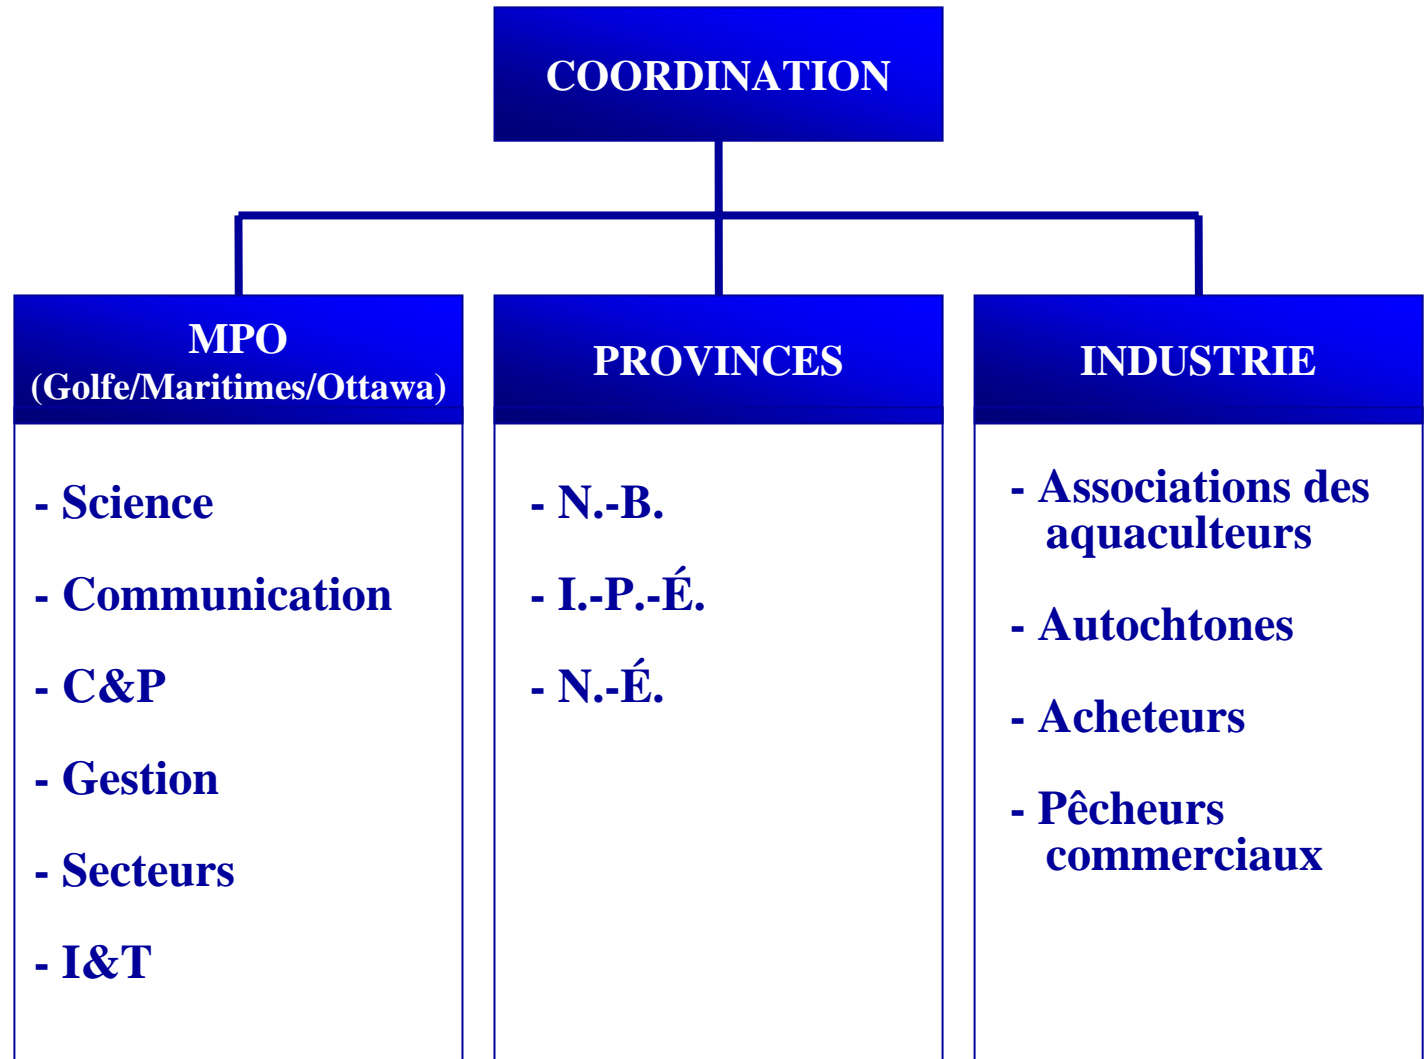 COORDINATION
MPO
(Golfe/Maritimes/Ottawa)
- Science
- Communication
- C&P
- Gestion
- Secteurs
- I&T
PROVINCES
- N.-B.
- I.-P.-É.
- N.-É.
INDUSTRIE
- Associations des
aquaculteurs
- Autochtones
- Acheteurs
- Pêcheurs
commerciaux